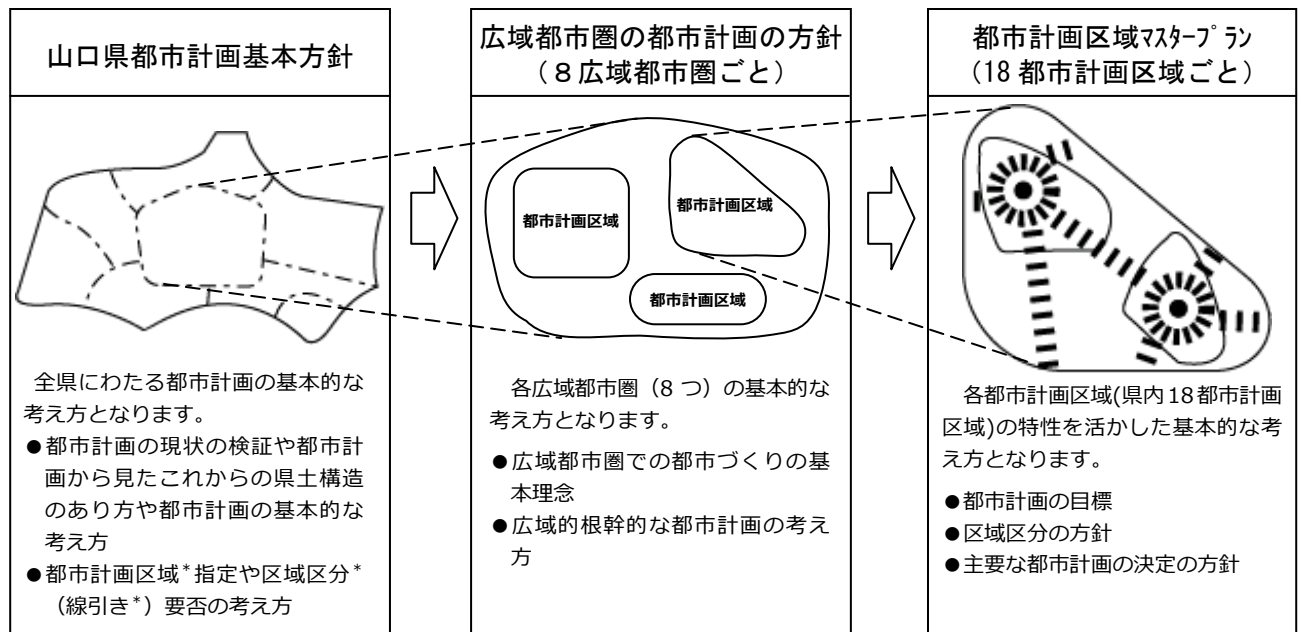 山口県都市計画基本方針
全県にわたる都市計画の基本的な
考え方となります。
●都市計画の現状の検証や都市計
画から見たこれからの県土構造
のあり方や都市計画の基本的な
考え方
●都市計画区域*指定や区域区分*
（線引き*）要否の考え方
広域都市圏の都市計画の方針
（８広域都市圏ごと）
都市計画区域
都市計画区域
都市計画区域
各広域都市圏（8 つ）の基本的な
考え方となります。
●広域都市圏での都市づくりの基
本理念
●広域的根幹的な都市計画の考え
方
都市計画区域ﾏｽﾀｰﾌﾟﾗﾝ
（18 都市計画区域ごと）
各都市計画区域(県内18都市計画
区域)の特性を活かした基本的な考
え方となります。
●都市計画の目標
●区域区分の方針
●主要な都市計画の決定の方針